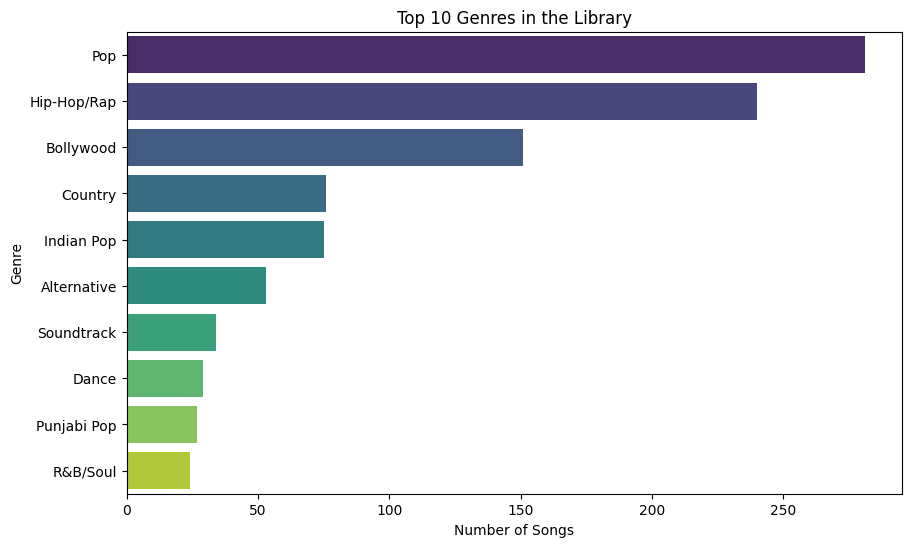 Top 10 Genres in the Library
Genre
Pop
Hip-Hop/Rap
Bollywood
Country
Indian Pop
Alternative
Soundtrack
Dance
Punjabi Pop
R&B/Soul
0 50 100 150 200 250
Number of Songs